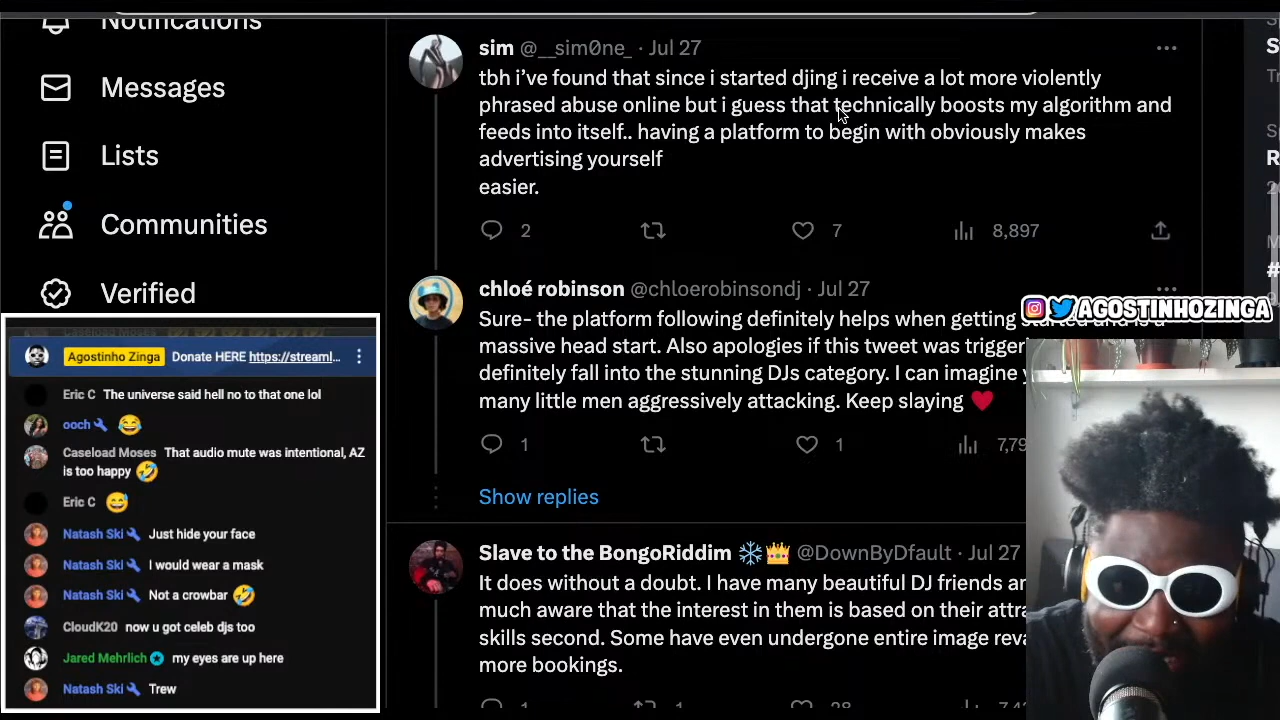 Notifications
Messages
Lists
Communities
Verified
sim @__sim0ne_ · Jul 27
tbh i've found that since i started djing i receive a lot more violently
phrased abuse online but i guess that technically boosts my algorithm and
feeds into itself.. having a platform to begin with obviously makes
advertising yourself
easier.
2
7
8,897
chloé robinson @chloerobinsondj · Jul 27
Sure- the platform following definitely helps when getting started and is a
massive head start. Also apologies if this tweet was
definitely fall into the stunning DJs category. I can imagine
many little men aggressively attacking. Keep slaying ♥
1
1
Show replies
Slave to the BongoRiddim ❄️👑 @DownByDfault · Jul 27
It does without a doubt. I have many beautiful DJ friends
much aware that the interest in them is based on their
skills second. Some have even undergone entire image
more bookings.
AGOSTINHOZINGA
Caseload Moses
Agostinho Zinga Donate HERE https://streaml...
Eric C The universe said hell no to that one lol
ooch 😂
Caseload Moses That audio mute was intentional, AZ
is too happy 🤣
Eric C 😅
Natash Ski Just hide your face
Natash Ski I would wear a mask
Natash Ski Not a crowbar 🤣
CloudK20 now u got celeb djs too
Jared Mehrlich my eyes are up here
Natash Ski Trew